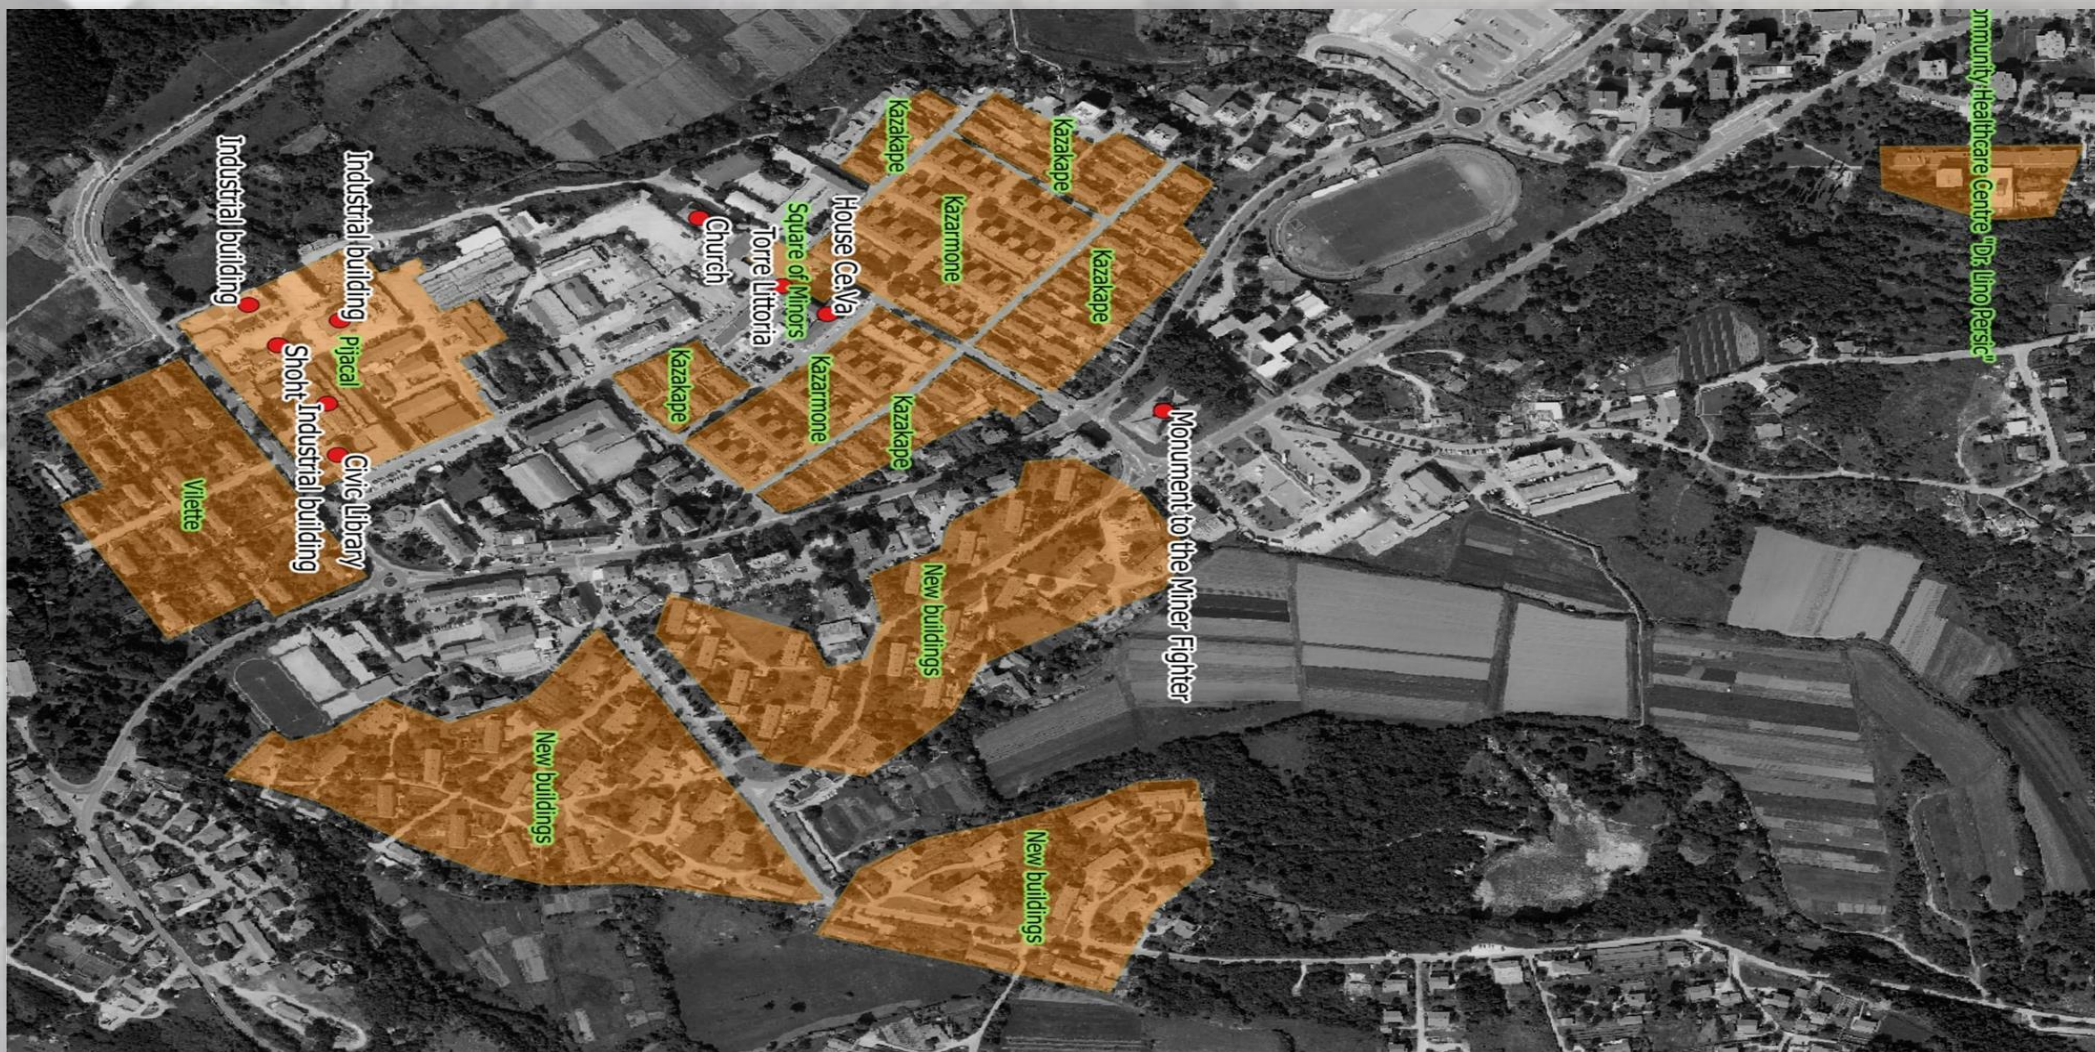 ommunity Healthcare Centre "Dr. Lino Persic"
Monument to the Miner Fighter
Kazakape
Kazakape
New buildings
Kazarmone
New buildings
Kazakape
Kazakape
House Ce.Va
Kazarmone
Square of Minors
Torre Littoria
Church
Kazakape
New buildings
Industrial building
Pijacal
Civic Library
Industrial building
Shoht
Industrial building
Vilette